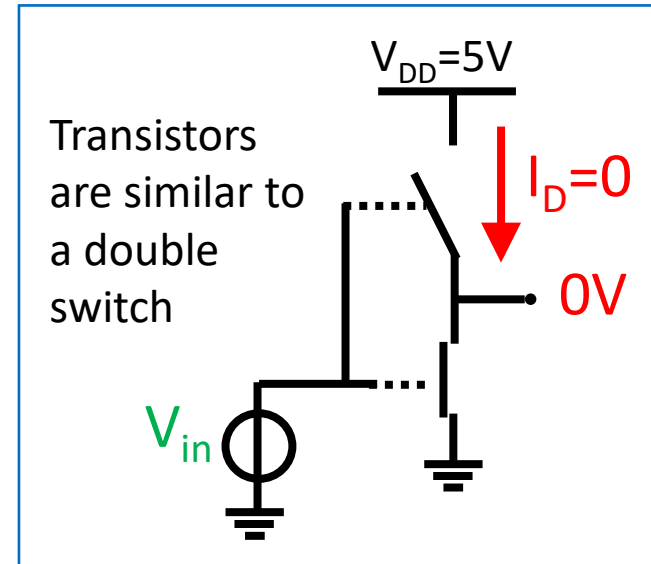 V_DD=5V
Transistors
are similar to
a double
switch
I_D=0
0V
V_in